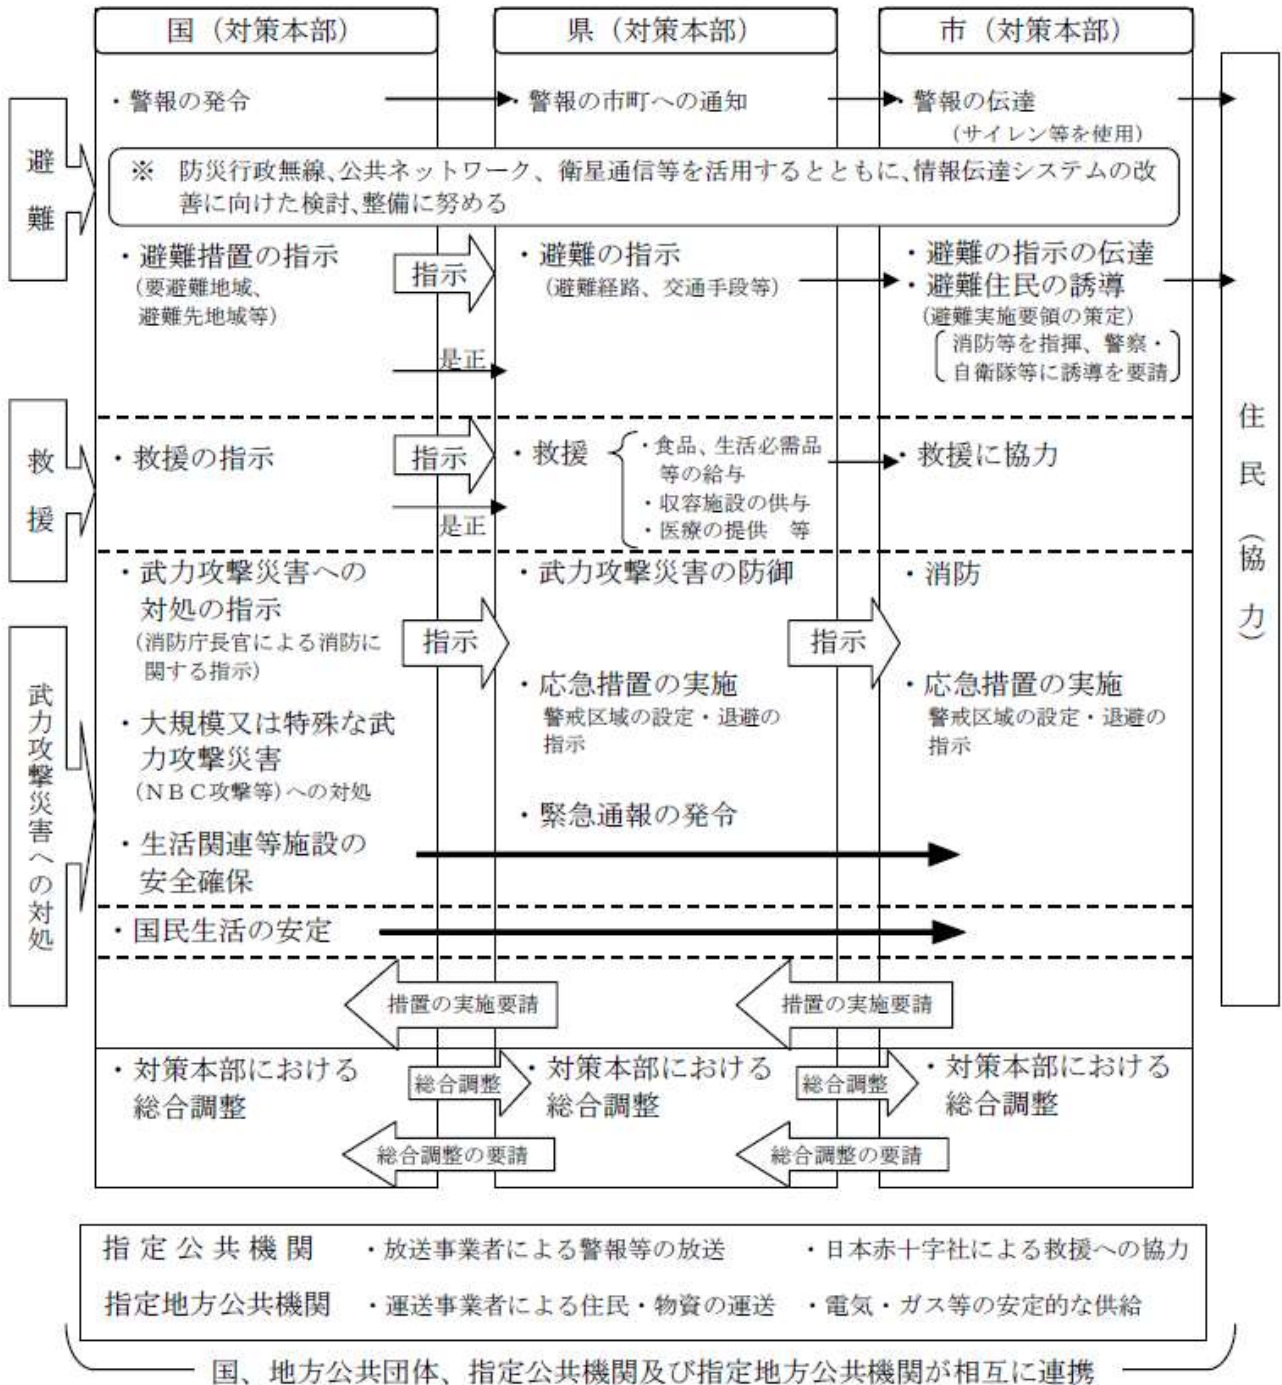 国（対策本部）
県（対策本部）
市（対策本部）
避難
・警報の発令
・警報の市町への通知
・警報の伝達
（サイレン等を使用）
※　防災行政無線、公共ネットワーク、衛星通信等を活用するとともに、情報伝達システムの改
善に向けた検討、整備に努める
・避難措置の指示
（要避難地域、
避難先地域等）
指示
・避難の指示
（避難経路、交通手段等）
・避難の指示の伝達
・避難住民の誘導
（避難実施要領の策定）
消防等を指揮、警察・
自衛隊等に誘導を要請
是正
救援
・救援の指示
指示
・救援
・食品、生活必需品
等の給与
・収容施設の供与
・医療の提供　等
・救援に協力
是正
武力攻撃災害への対処
・武力攻撃災害への
対処の指示
（消防庁長官による消防に
関する指示）
指示
・武力攻撃災害の防御
指示
・消防
・応急措置の実施
警戒区域の設定・退避の
指示
・応急措置の実施
警戒区域の設定・退避の
指示
・大規模又は特殊な武
力攻撃災害
（ＮＢＣ攻撃等）への対処
・緊急通報の発令
・生活関連等施設の
安全確保
・国民生活の安定
措置の実施要請
措置の実施要請
・対策本部における
総合調整
総合調整
・対策本部における
総合調整
総合調整
・対策本部における
総合調整
総合調整の要請
総合調整の要請
住民（協力）
指定公共機関　・放送事業者による警報等の放送　・日本赤十字社による救援への協力
指定地方公共機関　・運送事業者による住民・物資の運送　・電気・ガス等の安定的な供給
国、地方公共団体、指定公共機関及び指定地方公共機関が相互に連携